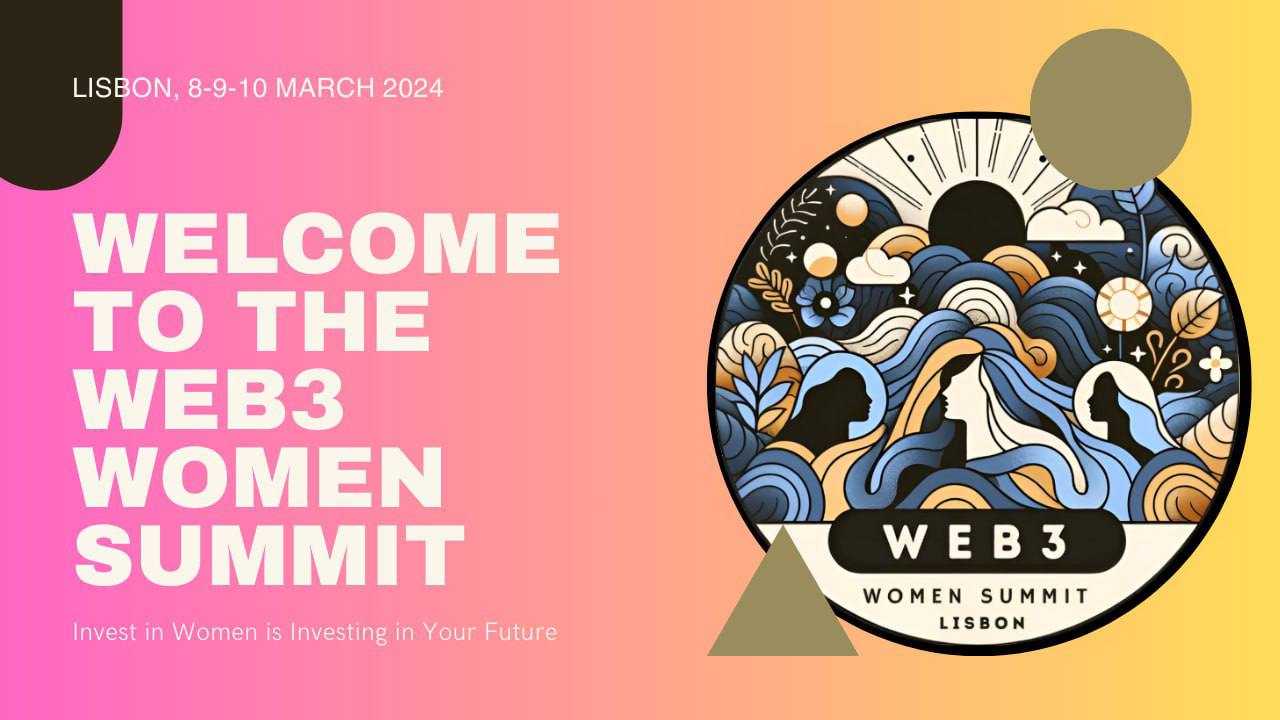 LISBON, 8-9-10 MARCH 2024
WELCOME
TO THE
WEB3
WOMEN
SUMMIT
Invest in Women is Investing in Your Future
WEB3
WOMEN SUMMIT
LISBON